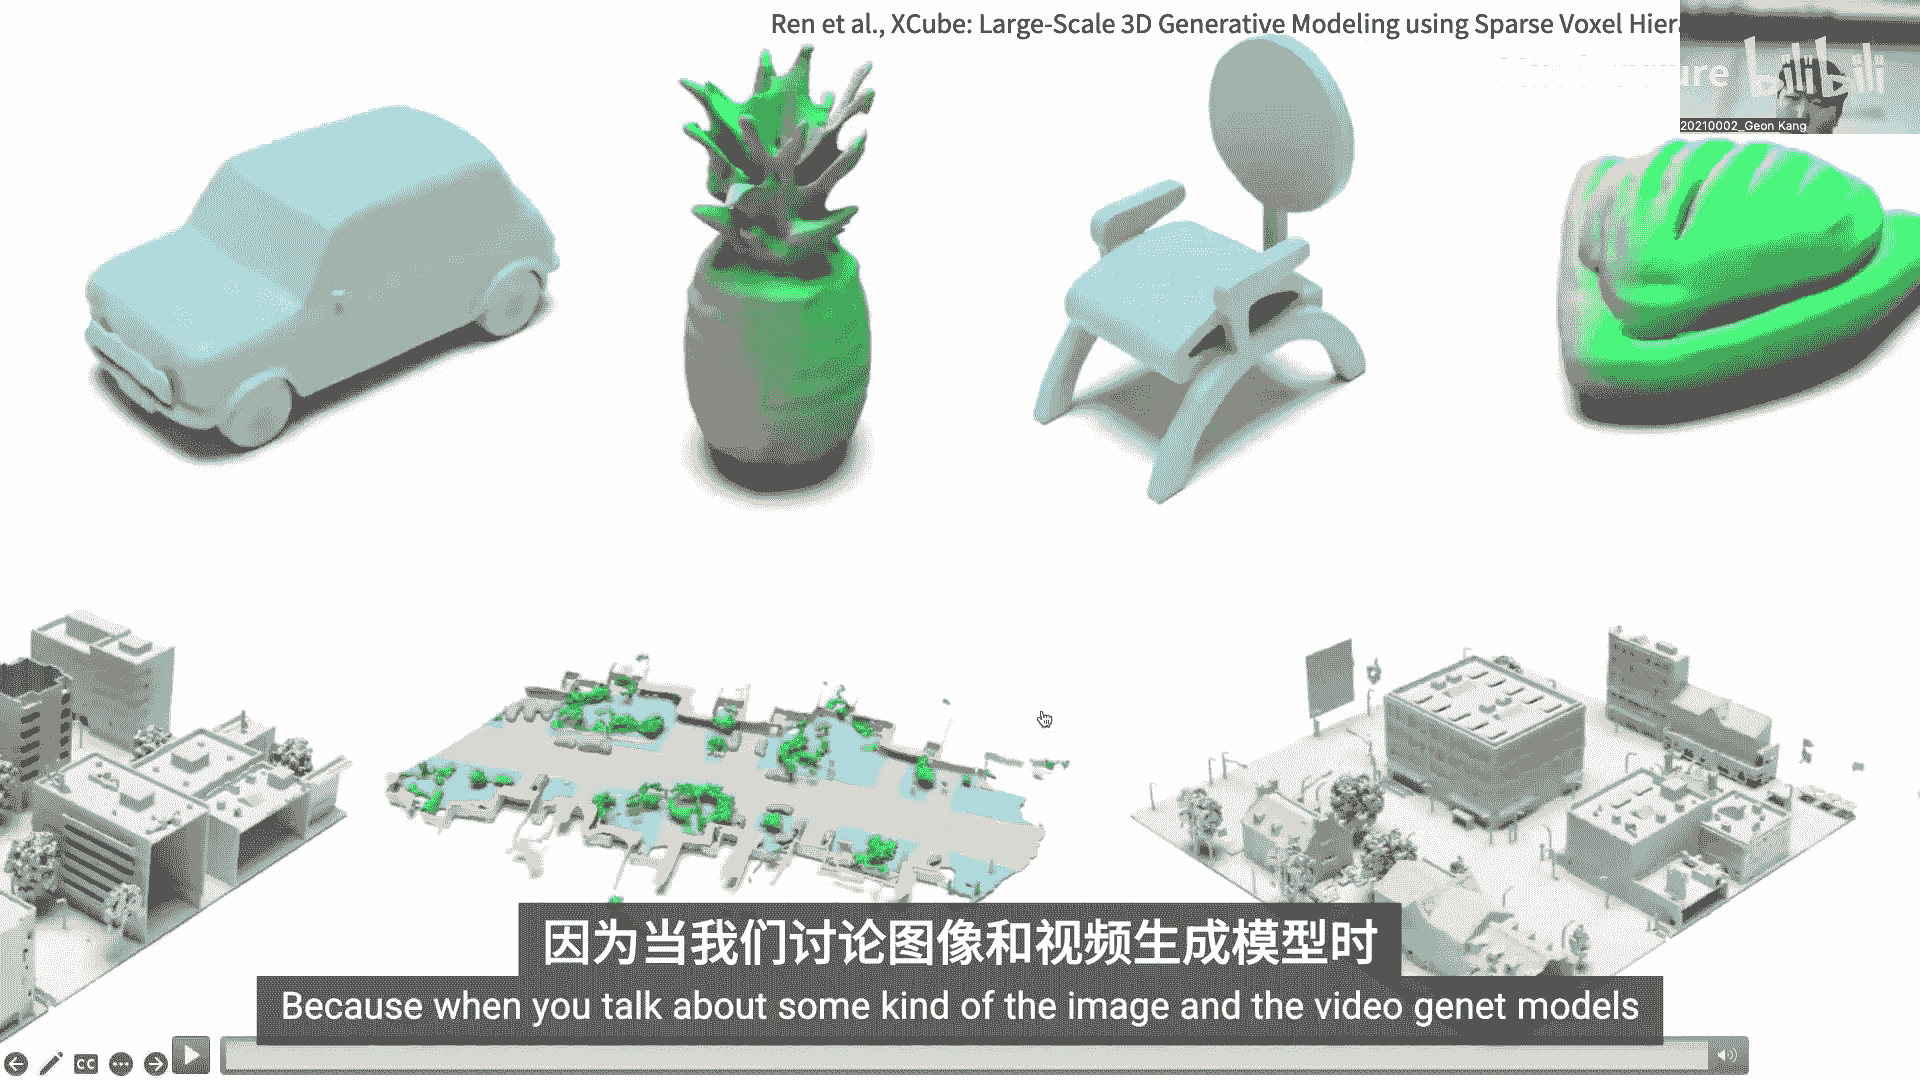 Ren et al., XCube: Large-Scale 3D Generative Modeling using Sparse Voxel Hier
bilibili
20210002_Geon Kang
因为当我们讨论图像和视频生成模型时
Because when you talk about some kind of the image and the video genet models
CC